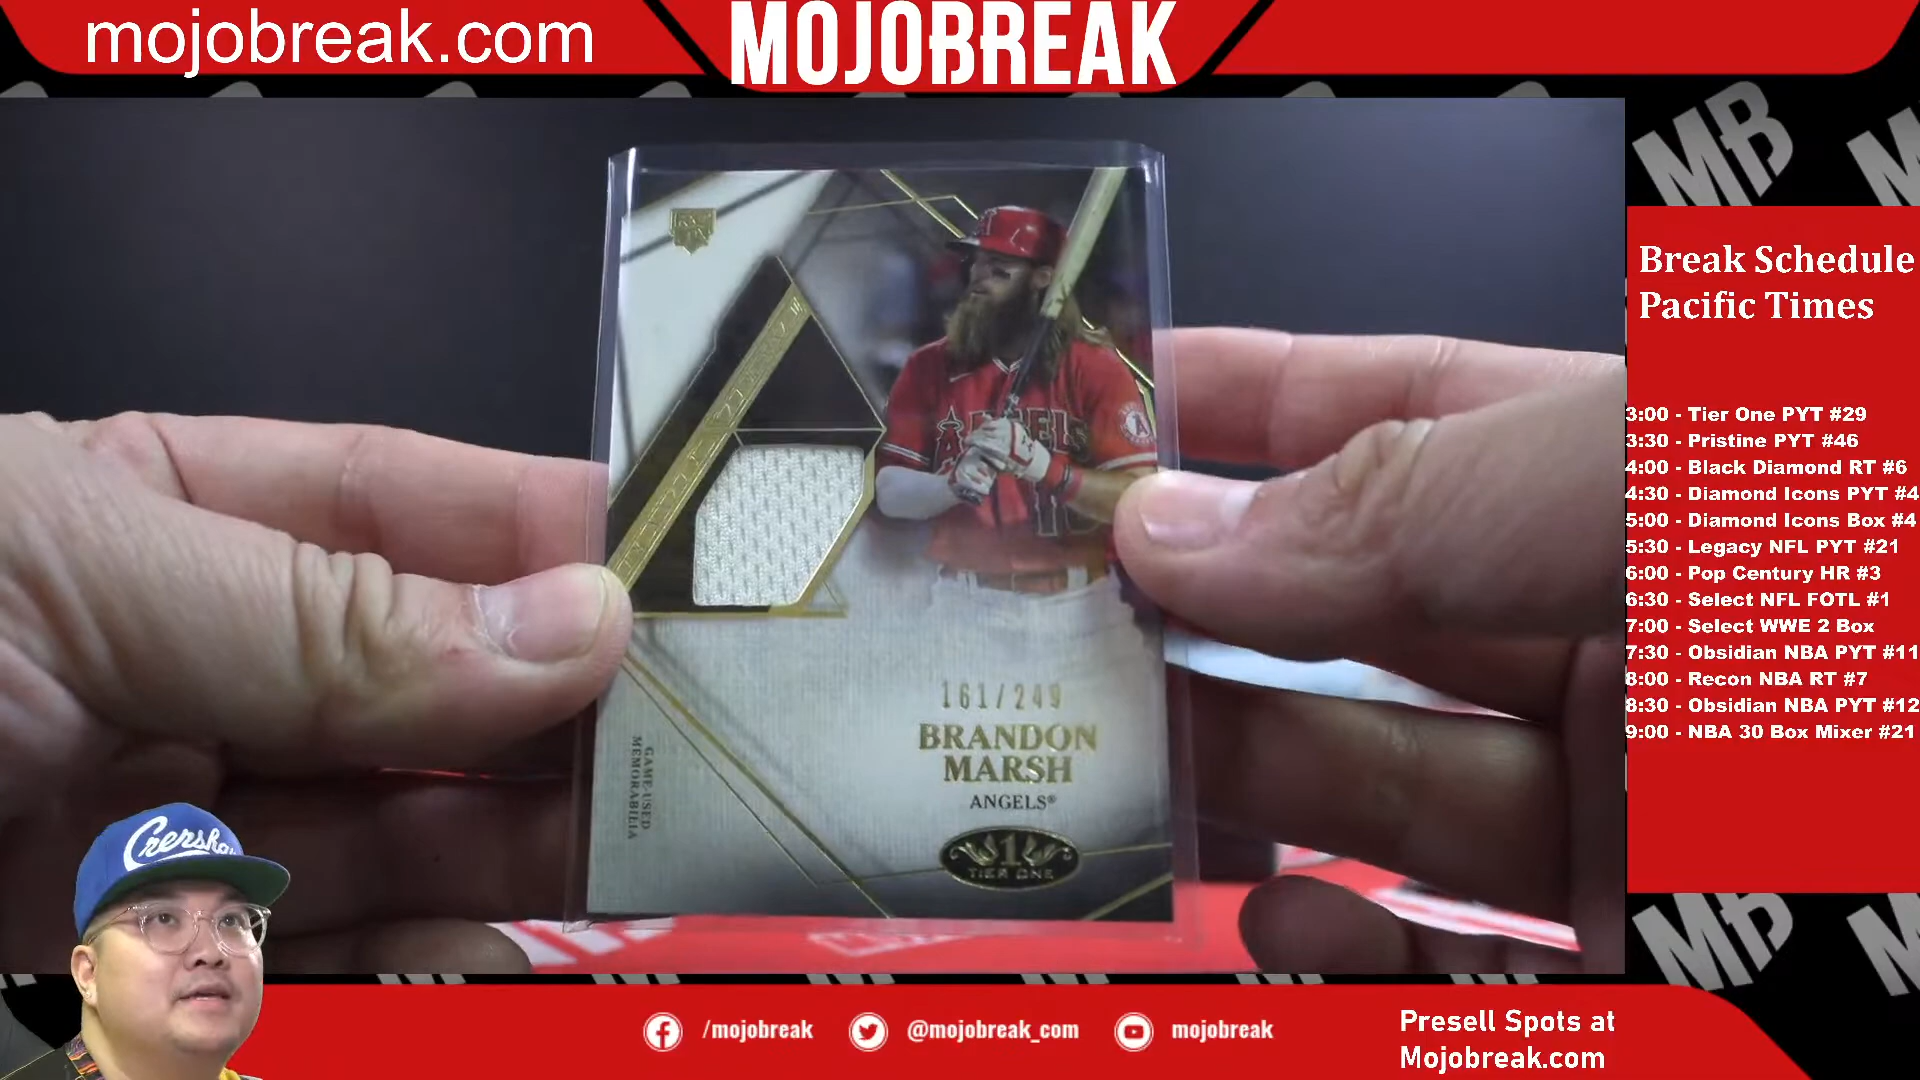 mojobreak.com
MOJOBREAK
MB
Break Schedule
Pacific Times
3:00 - Tier One PYT #29
3:30 - Pristine PYT #46
4:00 - Black Diamond RT #6
4:30 - Diamond Icons PYT #4
5:00 - Diamond Icons Box #4
5:30 - Legacy NFL PYT #21
6:00 - Pop Century HR #3
6:30 - Select NFL FOTL #1
7:00 - Select WWE 2 Box
7:30 - Obsidian NBA PYT #11
8:00 - Recon NBA RT #7
8:30 - Obsidian NBA PYT #12
9:00 - NBA 30 Box Mixer #21
ANGELS
161/249
BRANDON
MARSH
ANGELS®
1
TIER ONE
GAME-USED
MEMORABILIA
MB
/mojobreak
@mojobreak_com
mojobreak
Presell Spots at
Mojobreak.com